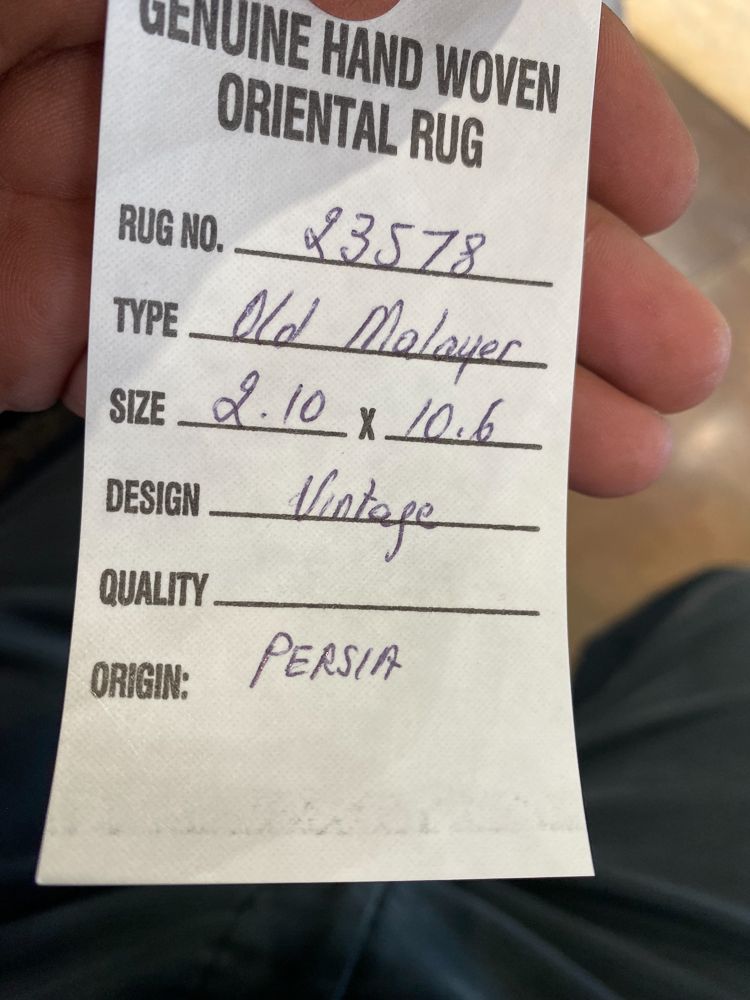 GENUINE HAND WOVEN
ORIENTAL RUG
RUG NO. 23578
TYPE Old Malayer
SIZE 2.10 X 10.6
DESIGN Vintage
QUALITY
ORIGIN: PERSIA